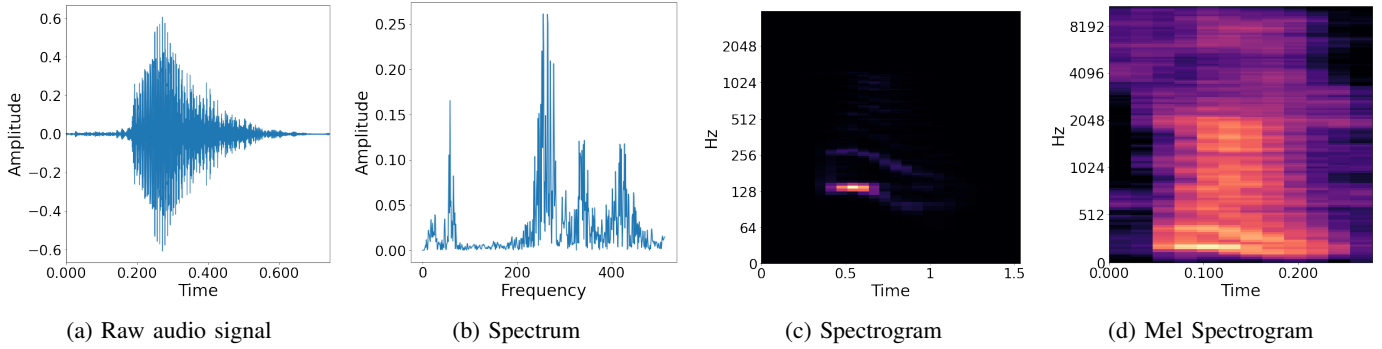 0.6
0.4
0.2
0.0
−0.2
−0.4
−0.6
Amplitude
0.000 0.200 0.400 0.600
Time
(a) Raw audio signal
0.25
0.20
0.15
0.10
0.05
0.00
Amplitude
0 200 400
Frequency
(b) Spectrum
2048
1024
512
256
128
64
0
Hz
0 0.5 1 1.5
Time
(c) Spectrogram
8192
4096
2048
1024
512
0
Hz
0.000 0.100 0.200
Time
(d) Mel Spectrogram